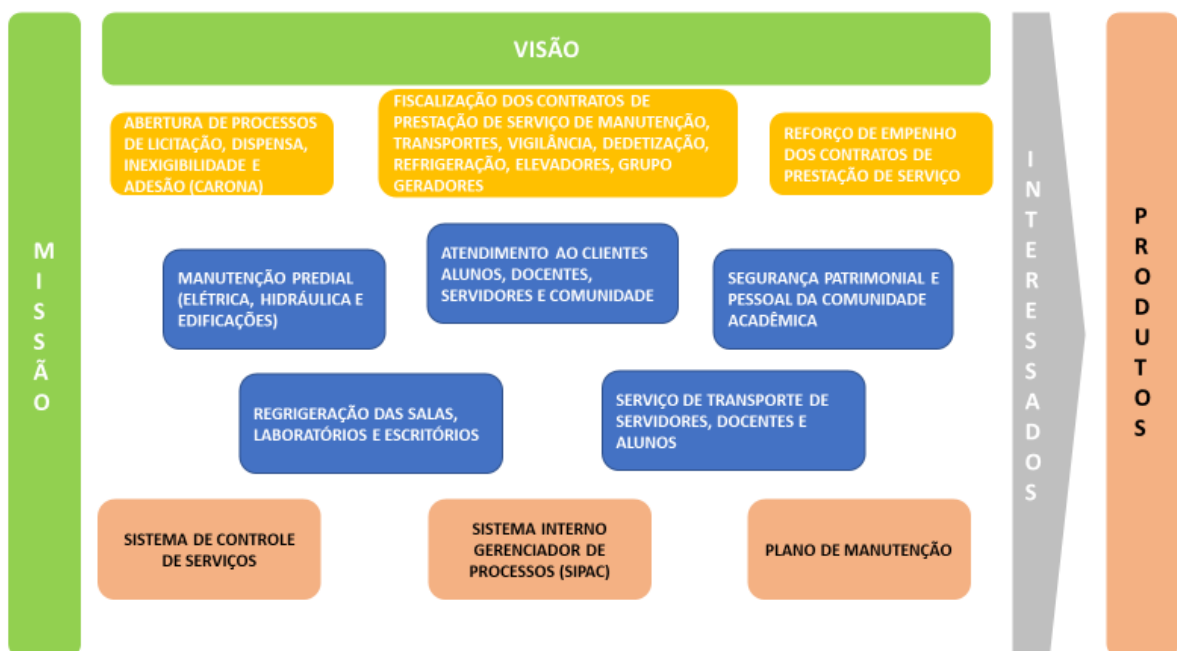 VISÃO
MISSÃO
ABERTURA DE PROCESSOS
DE LICITAÇÃO, DISPENSA,
INEXIGIBILIDADE E
ADESÃO (CARONA)
FISCALIZAÇÃO DOS CONTRATOS DE
PRESTAÇÃO DE SERVIÇO DE MANUTENÇÃO,
TRANSPORTES, VIGILÂNCIA, DEDETIZAÇÃO,
REFRIGERAÇÃO, ELEVADORES, GRUPO
GERADORES
REFORÇO DE EMPENHO
DOS CONTRATOS DE
PRESTAÇÃO DE SERVIÇO
MANUTENÇÃO PREDIAL
(ELÉTRICA, HIDRÁULICA E
EDIFICAÇÕES)
ATENDIMENTO AO CLIENTES
ALUNOS, DOCENTES,
SERVIDORES E COMUNIDADE
SEGURANÇA PATRIMONIAL E
PESSOAL DA COMUNIDADE
ACADÊMICA
REGRIGERAÇÃO DAS SALAS,
LABORATÓRIOS E ESCRITÓRIOS
SERVIÇO DE TRANSPORTE DE
SERVIDORES, DOCENTES E
ALUNOS
SISTEMA DE CONTROLE
DE SERVIÇOS
SISTEMA INTERNO
GERENCIADOR DE
PROCESSOS (SIPAC)
PLANO DE MANUTENÇÃO
INTERESSADOS
PRODUTOS